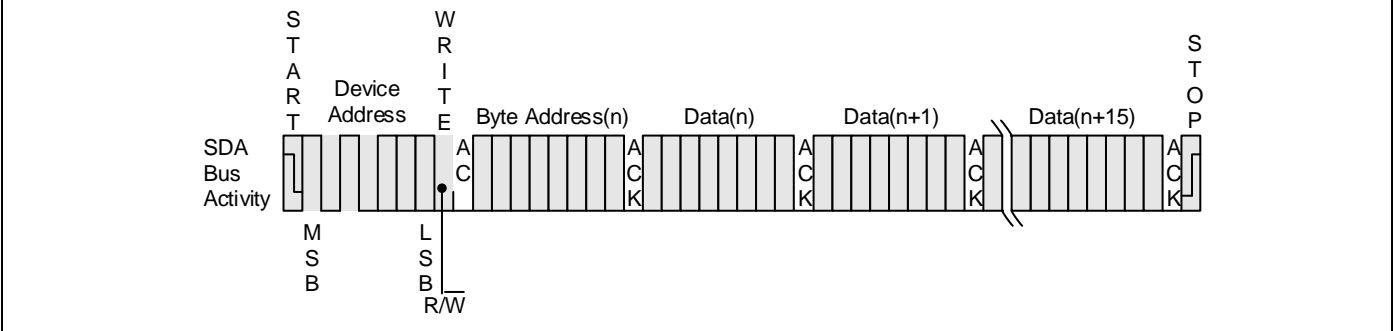 START
WRITE
STOP
Device
Address
Byte Address(n)
Data(n)
Data(n+1)
Data(n+15)
SDA
Bus
Activity
ACK
ACK
ACK
ACK
ACK
MSB
LSB
R/W̅